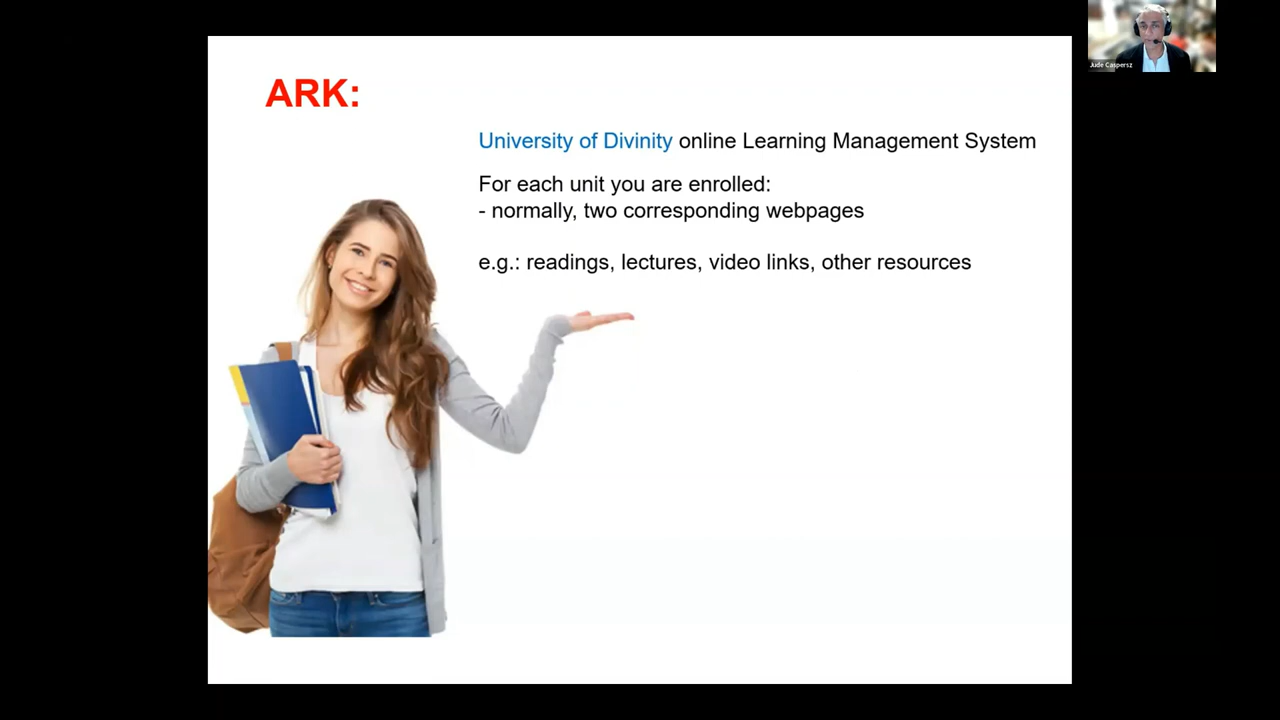 ARK:
University of Divinity online Learning Management System
For each unit you are enrolled:
- normally, two corresponding webpages
e.g.: readings, lectures, video links, other resources
Jude Caspersz